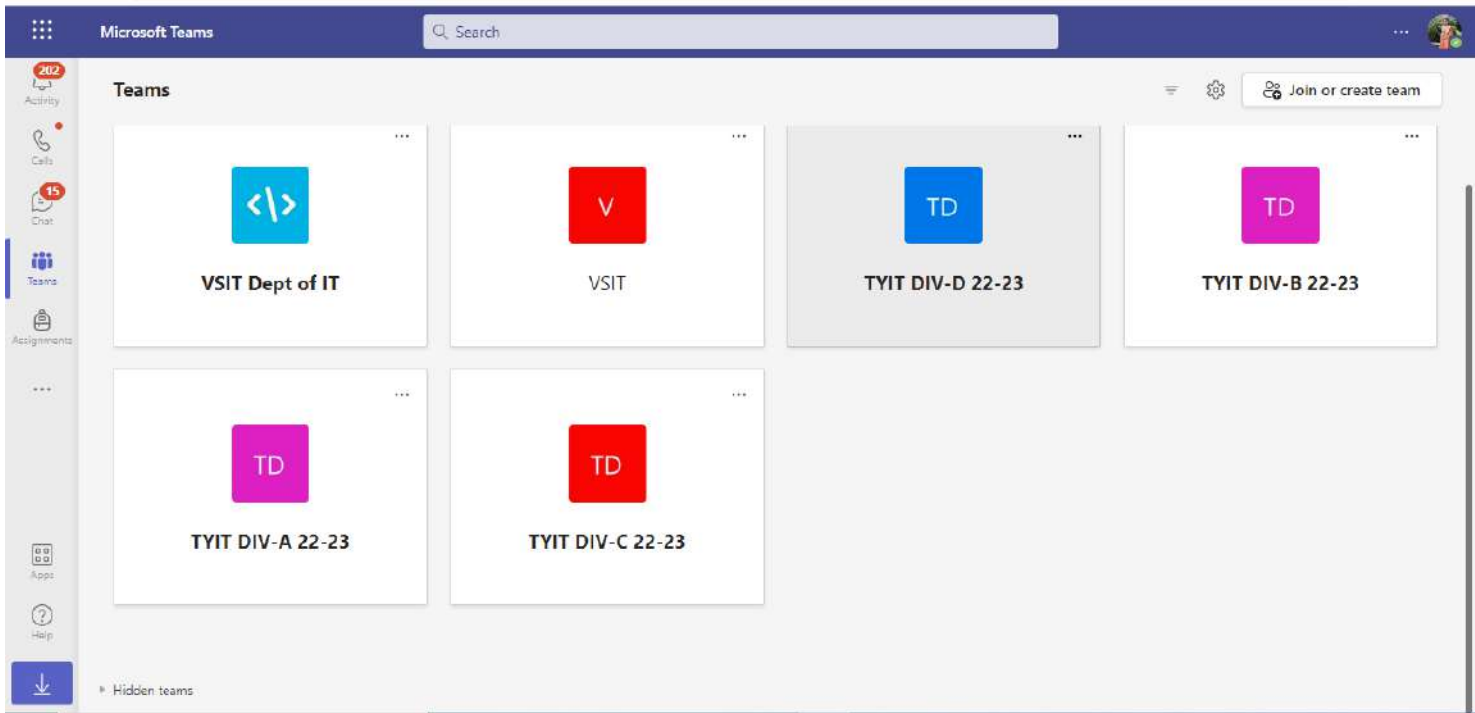 Microsoft Teams
Search
202
Activity
Calls
15
Chat
Teams
Assignments
Apps
Help
Teams
Join or create team
VSIT Dept of IT
V
VSIT
TD
TYIT DIV-D 22-23
TD
TYIT DIV-B 22-23
TD
TYIT DIV-A 22-23
TD
TYIT DIV-C 22-23
Hidden teams